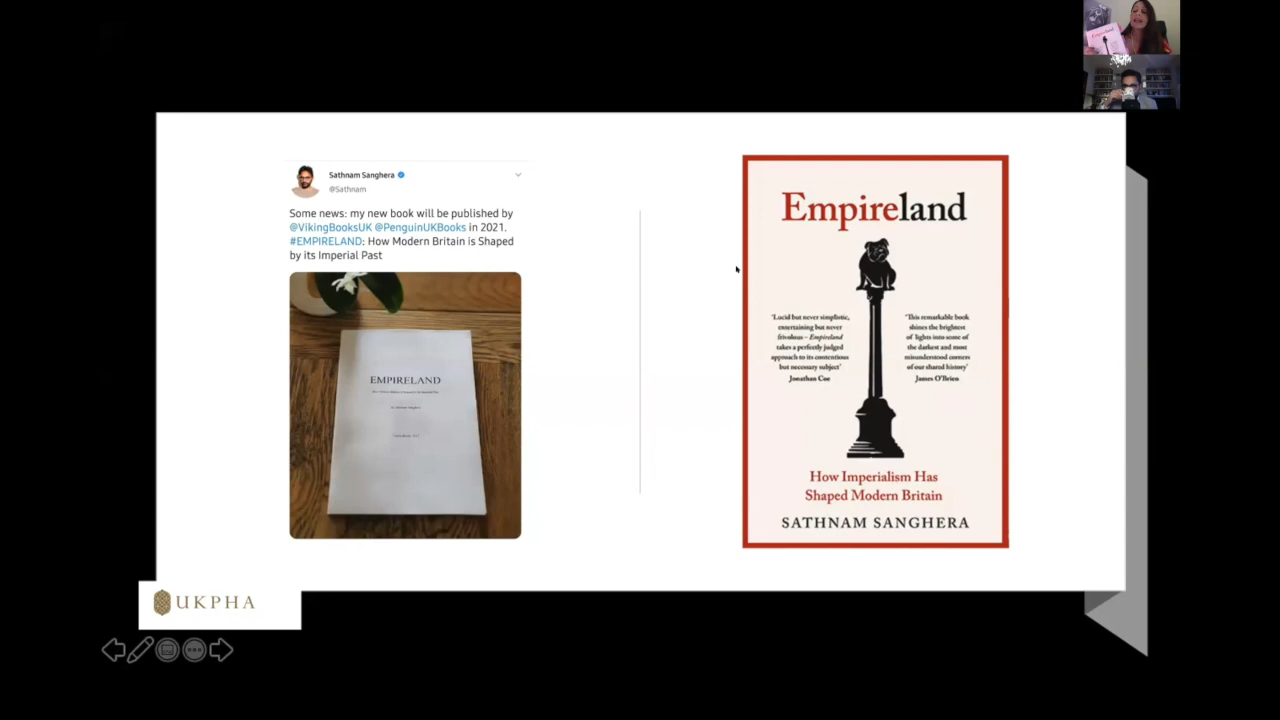 Sathnam Sanghera
@Sathnam
Some news: my new book will be published by
@VikingBooksUK @PenguinUKBooks in 2021.
#EMPIRELAND: How Modern Britain is Shaped
by its Imperial Past
EMPIRELAND
Empireland
'Lucid but never simplistic,
entertaining but never
frivolous – Empireland
takes a perfectly judged
approach to its contentious
but necessary subject'
Jonathan Coe
'This remarkable book
shines the brightest
of lights into some of
the darkest and most
misunderstood corners
of our shared history'
James O'Brien
How Imperialism Has
Shaped Modern Britain
SATHNAM SANGHERA
UKPHA
Empireland